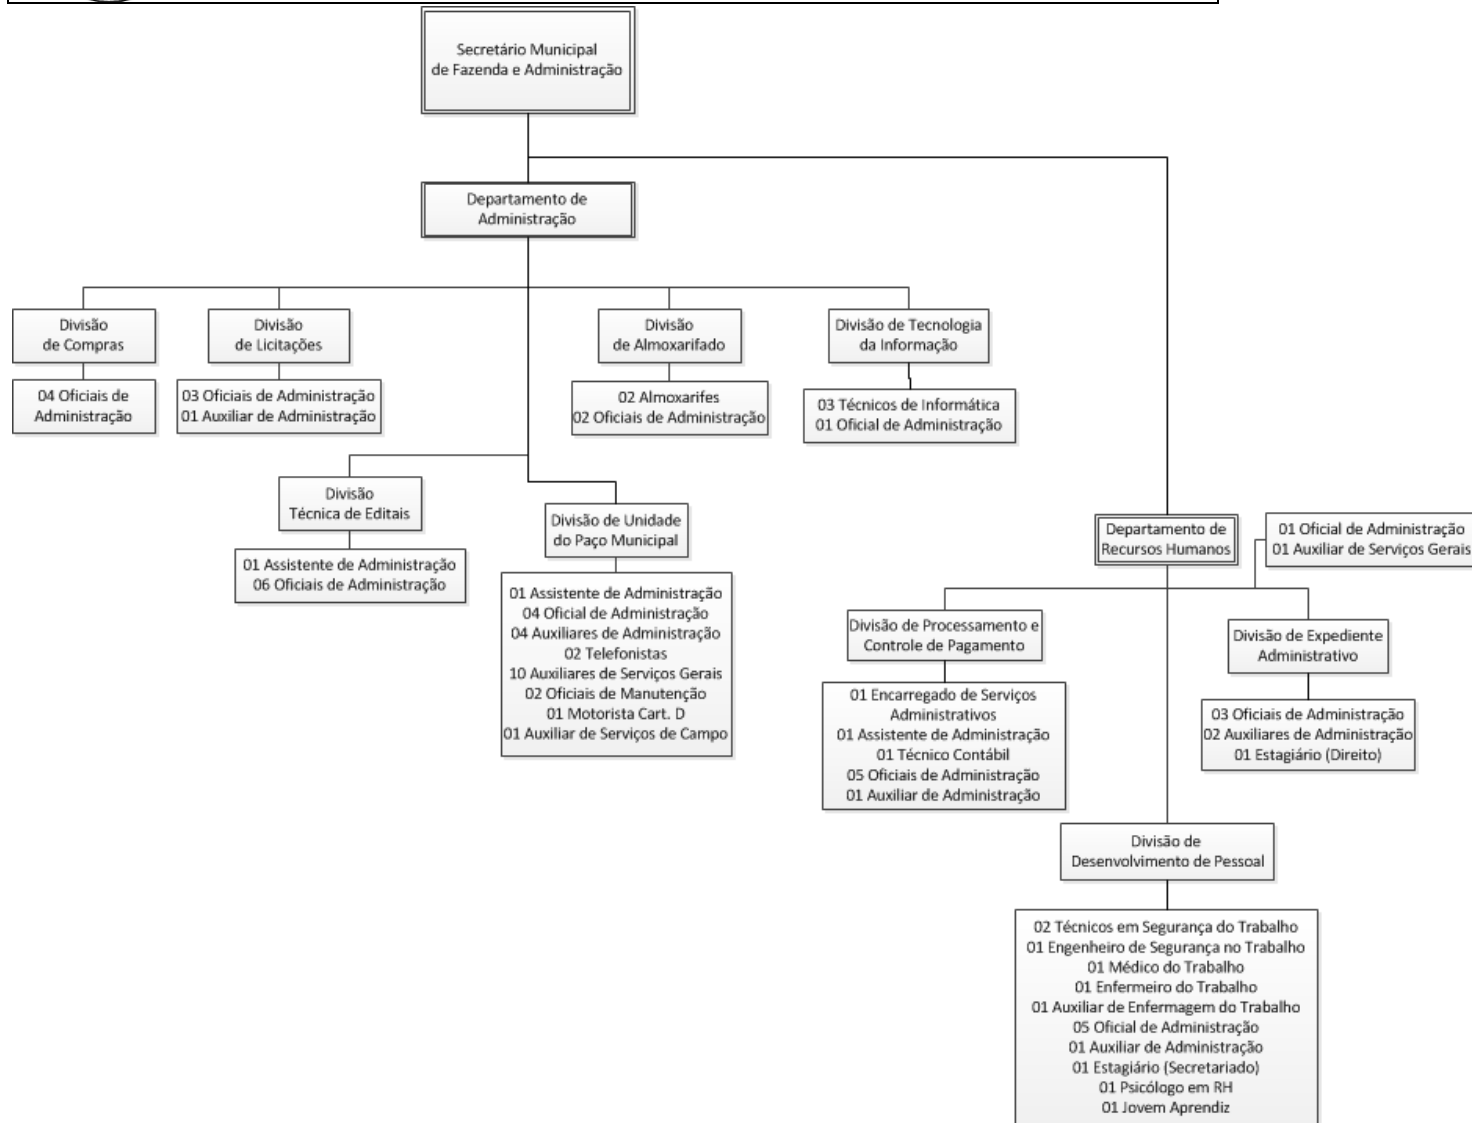 Secretário Municipal
de Fazenda e Administração
Departamento de
Administração
Divisão
de Compras
04 Oficiais de
Administração
Divisão
de Licitações
03 Oficiais de Administração
01 Auxiliar de Administração
Divisão
de Almoxarifado
02 Almoxarifes
02 Oficiais de Administração
Divisão de Tecnologia
da Informação
03 Técnicos de Informática
01 Oficial de Administração
Divisão
Técnica de Editais
01 Assistente de Administração
06 Oficiais de Administração
Divisão de Unidade
do Paço Municipal
01 Assistente de Administração
04 Oficial de Administração
04 Auxiliares de Administração
02 Telefonistas
10 Auxiliares de Serviços Gerais
02 Oficiais de Manutenção
01 Motorista Cart. D
01 Auxiliar de Serviços de Campo
Departamento de
Recursos Humanos
01 Oficial de Administração
01 Auxiliar de Serviços Gerais
Divisão de Processamento e
Controle de Pagamento
01 Encarregado de Serviços
Administrativos
01 Assistente de Administração
01 Técnico Contábil
05 Oficiais de Administração
01 Auxiliar de Administração
Divisão de Expediente
Administrativo
03 Oficiais de Administração
02 Auxiliares de Administração
01 Estagiário (Direito)
Divisão de
Desenvolvimento de Pessoal
02 Técnicos em Segurança do Trabalho
01 Engenheiro de Segurança no Trabalho
01 Médico do Trabalho
01 Enfermeiro do Trabalho
01 Auxiliar de Enfermagem do Trabalho
05 Oficial de Administração
01 Auxiliar de Administração
01 Estagiário (Secretariado)
01 Psicólogo em RH
01 Jovem Aprendiz